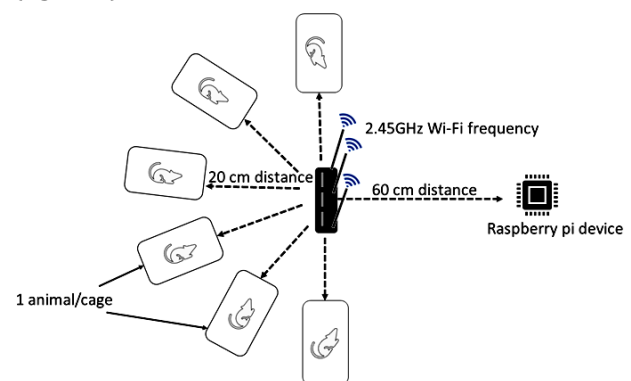 2.45GHz Wi-Fi frequency
20 cm distance
60 cm distance
Raspberry pi device
1 animal/cage